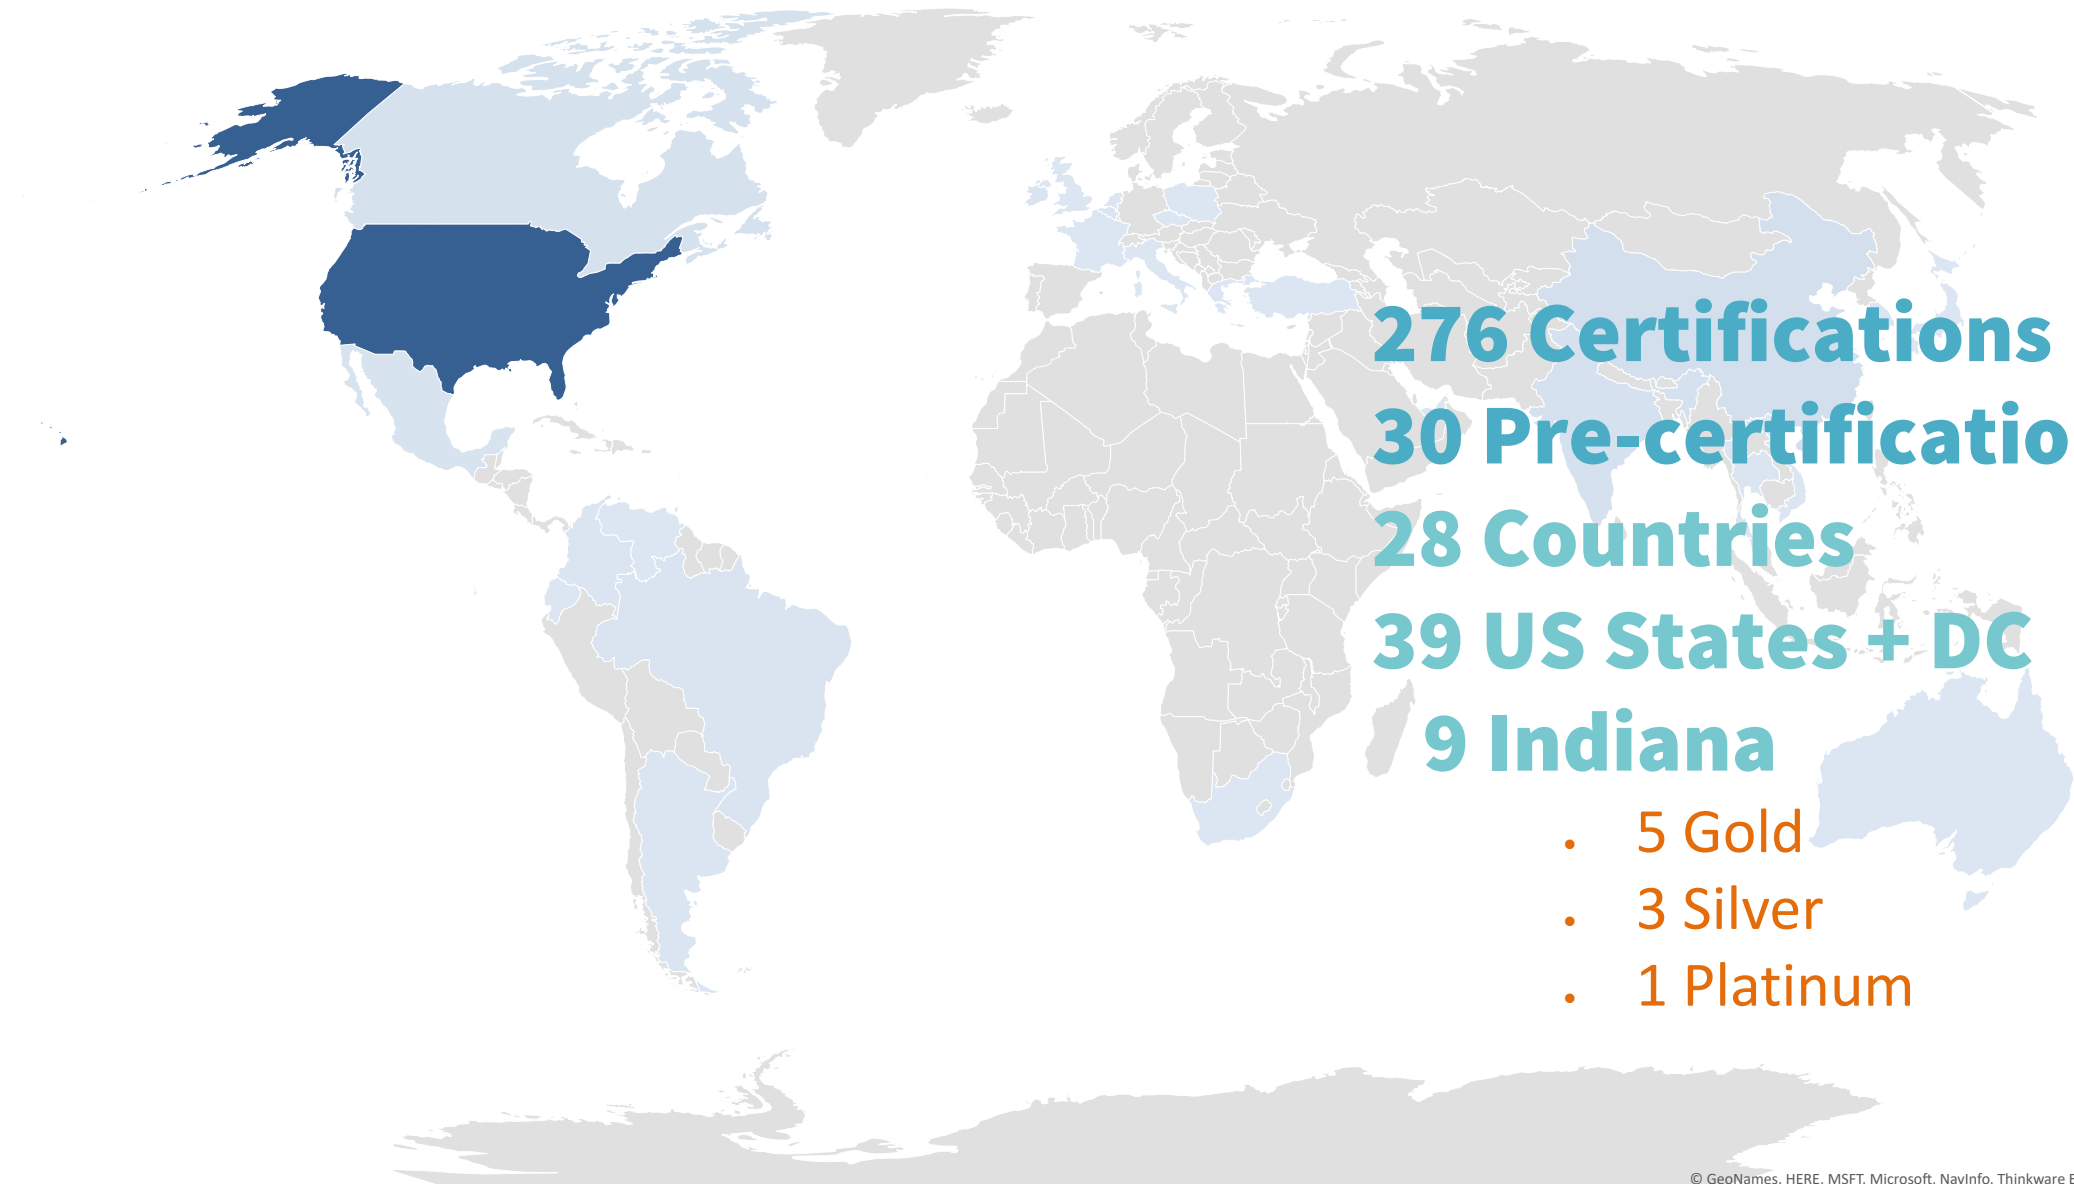 276 Certifications
30 Pre-certificatio
28 Countries
39 US States + DC
9 Indiana
. 5 Gold
. 3 Silver
. 1 Platinum
© GeoNames, HERE, MSFT, Microsoft, NavInfo, Thinkware E